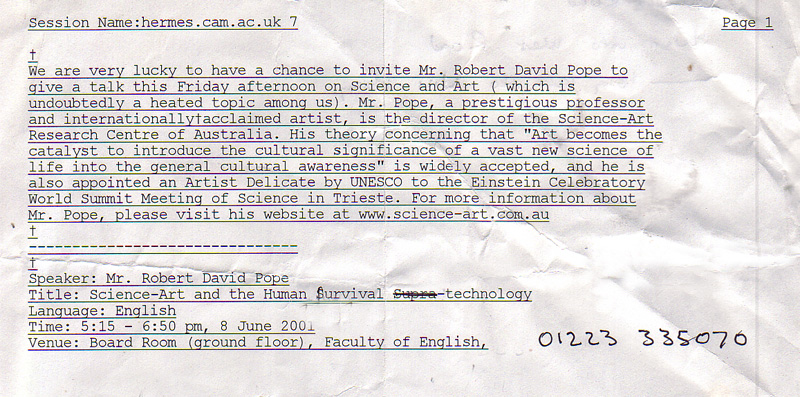 Session Name:hermes.cam.ac.uk 7 Page 1
†
We are very lucky to have a chance to invite Mr. Robert David Pope to
give a talk this Friday afternoon on Science and Art ( which is
undoubtedly a heated topic among us). Mr. Pope, a prestigious professor
and internationally†acclaimed artist, is the director of the Science-Art
Research Centre of Australia. His theory concerning that "Art becomes the
catalyst to introduce the cultural significance of a vast new science of
life into the general cultural awareness" is widely accepted, and he is
also appointed an Artist Delicate by UNESCO to the Einstein Celebratory
World Summit Meeting of Science in Trieste. For more information about
Mr. Pope, please visit his website at www.science-art.com.au
†
-------------------------------
†
Speaker: Mr. Robert David Pope
Title: Science-Art and the Human Survival Supra-technology
Language: English
Time: 5:15 - 6:50 pm, 8 June 2001
Venue: Board Room (ground floor), Faculty of English, 01223 335070